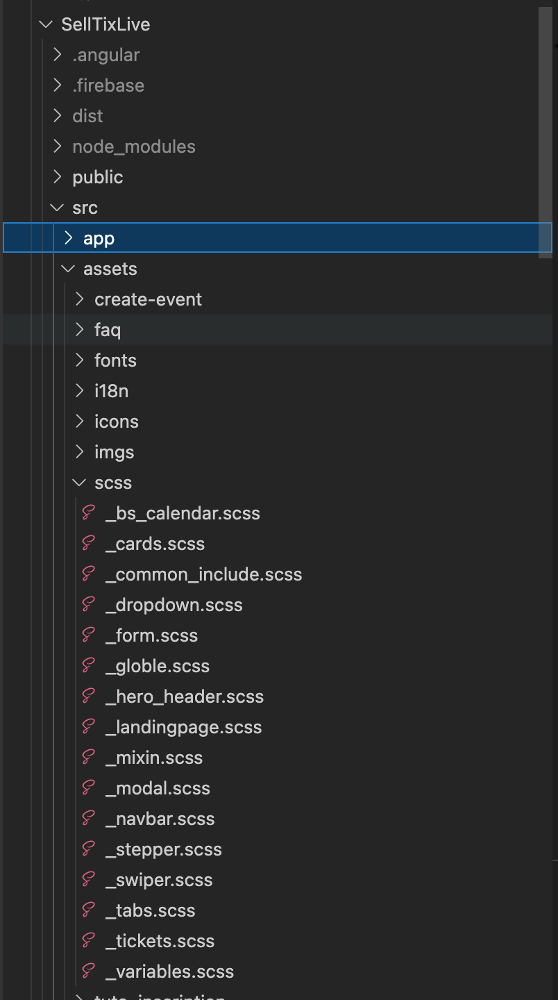 SellTixLive
.angular
.firebase
dist
node_modules
public
src
app
assets
create-event
faq
fonts
i18n
icons
imgs
scss
_bs_calendar.scss
_cards.scss
_common_include.scss
_dropdown.scss
_form.scss
_globle.scss
_hero_header.scss
_landingpage.scss
_mixin.scss
_modal.scss
_navbar.scss
_stepper.scss
_swiper.scss
_tabs.scss
_tickets.scss
_variables.scss